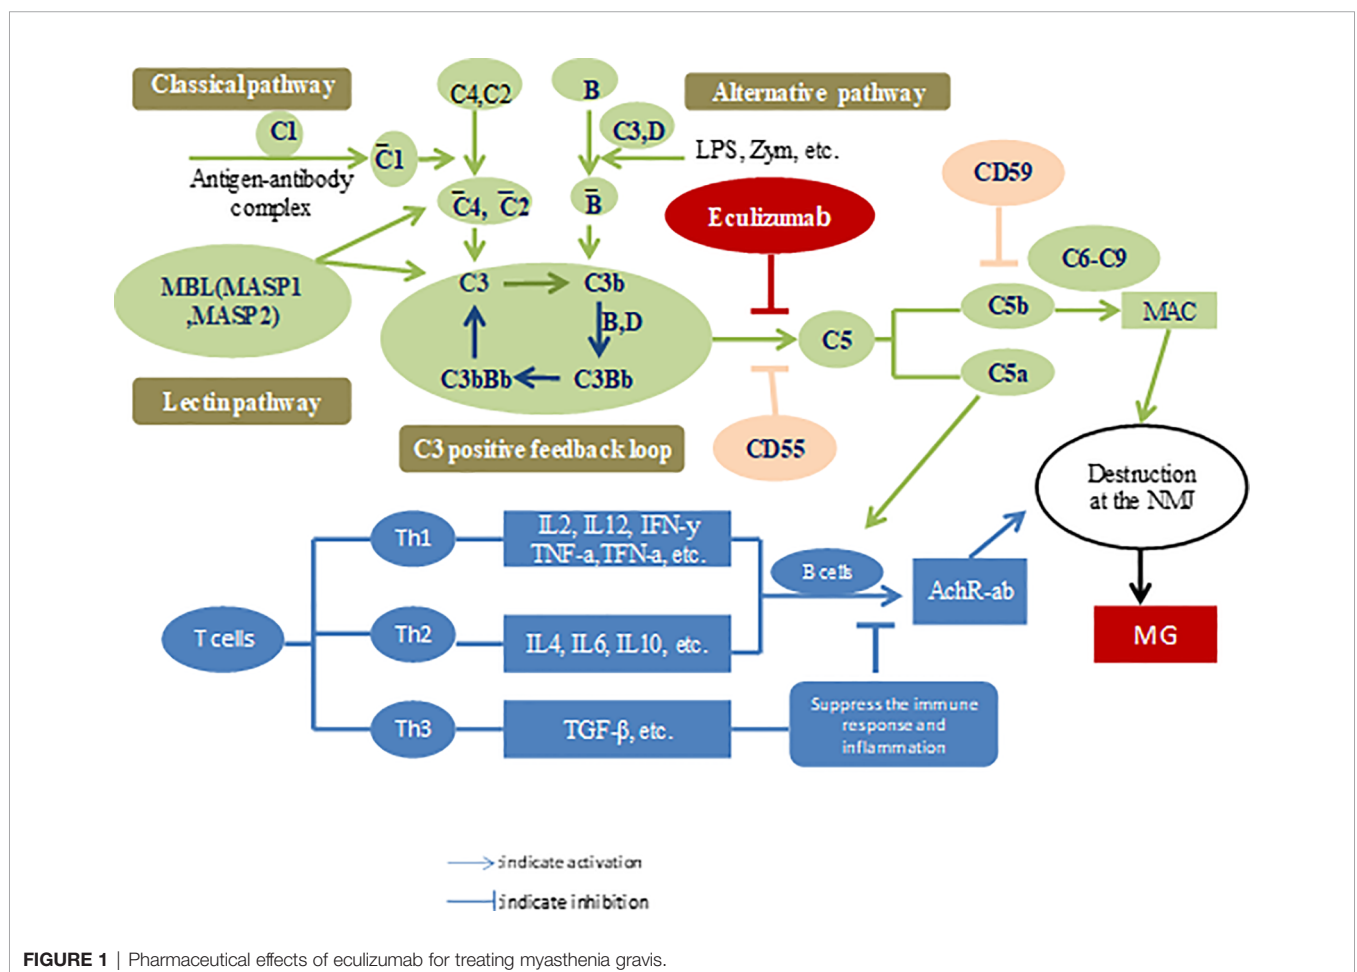 Classical pathway
C4,C2
B
Alternative pathway
C1
C3,D
C̅1
LPS, Zym, etc.
Antigen-antibody
complex
CD59
C̅4, C̅2
B̅
Eculizumab
C6-C9
MBL(MASP1
,MASP2)
C3
C3b
B,D
C5
C5b
MAC
C3bBb
C3Bb
C5a
Lectin pathway
C3 positive feedback loop
CD55
Destruction
at the NMJ
Th1
IL2, IL12, IFN-y
TNF-a,TFN-a, etc.
B cells
AchR-ab
T cells
Th2
IL4, IL6, IL10, etc.
MG
Th3
TGF-β, etc.
Suppress the immune
response and
inflammation
:indicate activation
:indicate inhibition
FIGURE 1 | Pharmaceutical effects of eculizumab for treating myasthenia gravis.